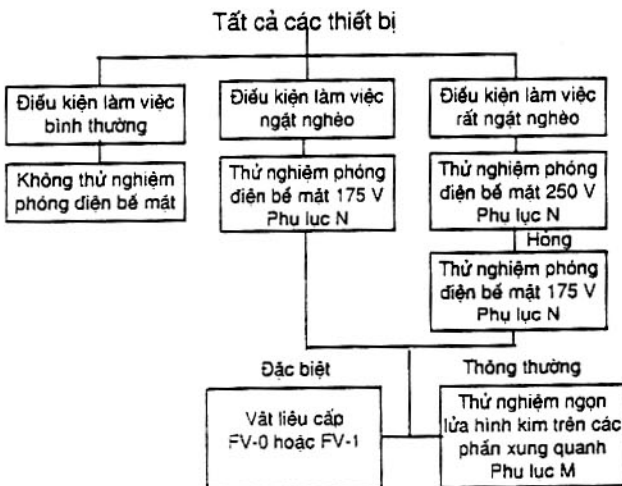 Tất cả các thiết bị
Điều kiện làm việc
bình thường
Điều kiện làm việc
ngặt nghèo
Điều kiện làm việc
rất ngặt nghèo
Không thử nghiệm
phóng điện bề mặt
Thử nghiệm phóng
điện bề mặt 175 V
Phụ lục N
Thử nghiệm phóng
điện bề mặt 250 V
Phụ lục N
Hỏng
Thử nghiệm phóng
điện bề mặt 175 V
Phụ lục N
Đặc biệt
Thông thường
Vật liệu cấp
FV-0 hoặc FV-1
Thử nghiệm ngọn
lửa hình kim trên các
phần xung quanh
Phụ lục M